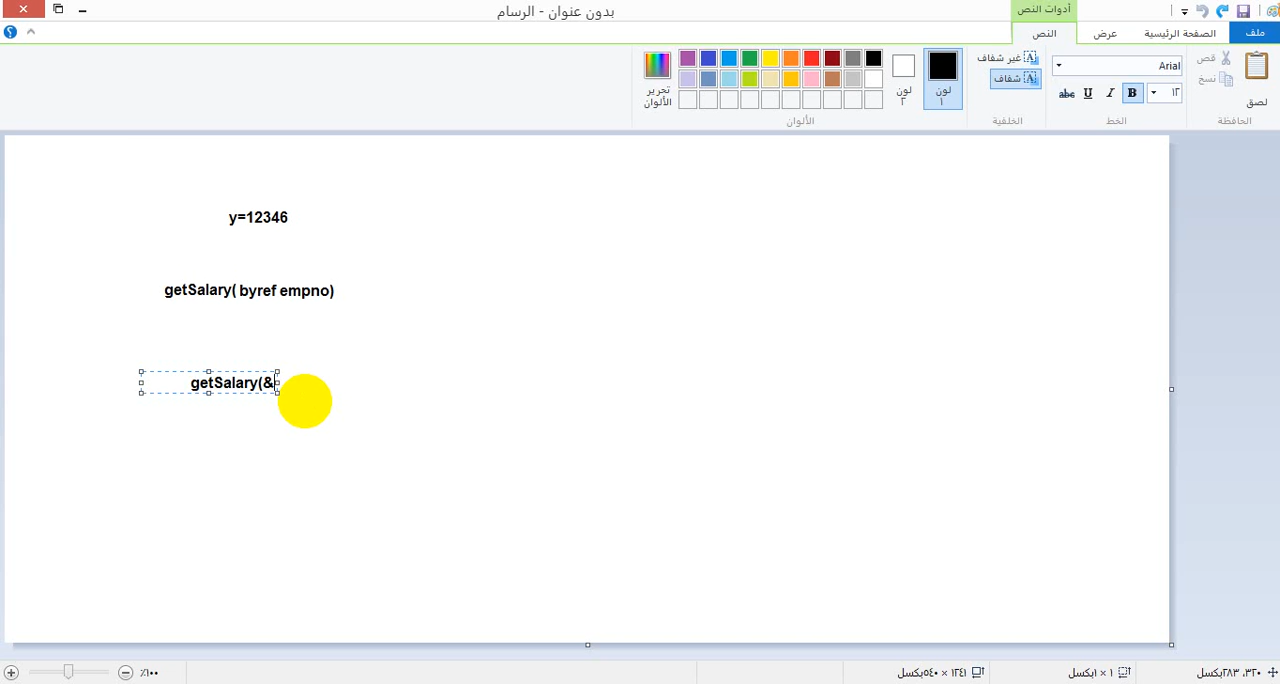 بدون عنوان - الرسام
أدوات النص
ملف
الصفحة الرئيسية
عرض
النص
لصق
قص
نسخ
الحافظة
Arial
١٢
B I U abc
الخط
غير شفاف
شفاف
الخلفية
لون
١
لون
٢
تحرير
الألوان
الألوان
y=12346
getSalary( byref empno)
getSalary(&
٣٢٠، ٢٨٣بكسل
١ × ١بكسل
١٢٤١ × ٥٤٠بكسل
١٠٠٪